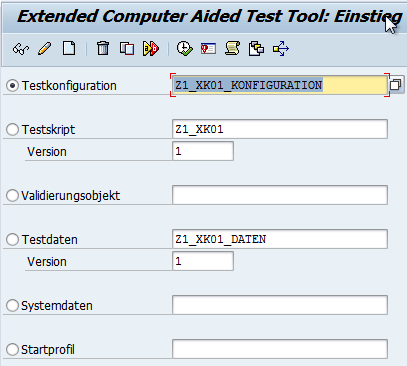 Extended Computer Aided Test Tool: Einstieg
Testkonfiguration Z1_XK01_KONFIGURATION
Testskript Z1_XK01
Version 1
Validierungsobjekt
Testdaten Z1_XK01_DATEN
Version 1
Systemdaten
Startprofil